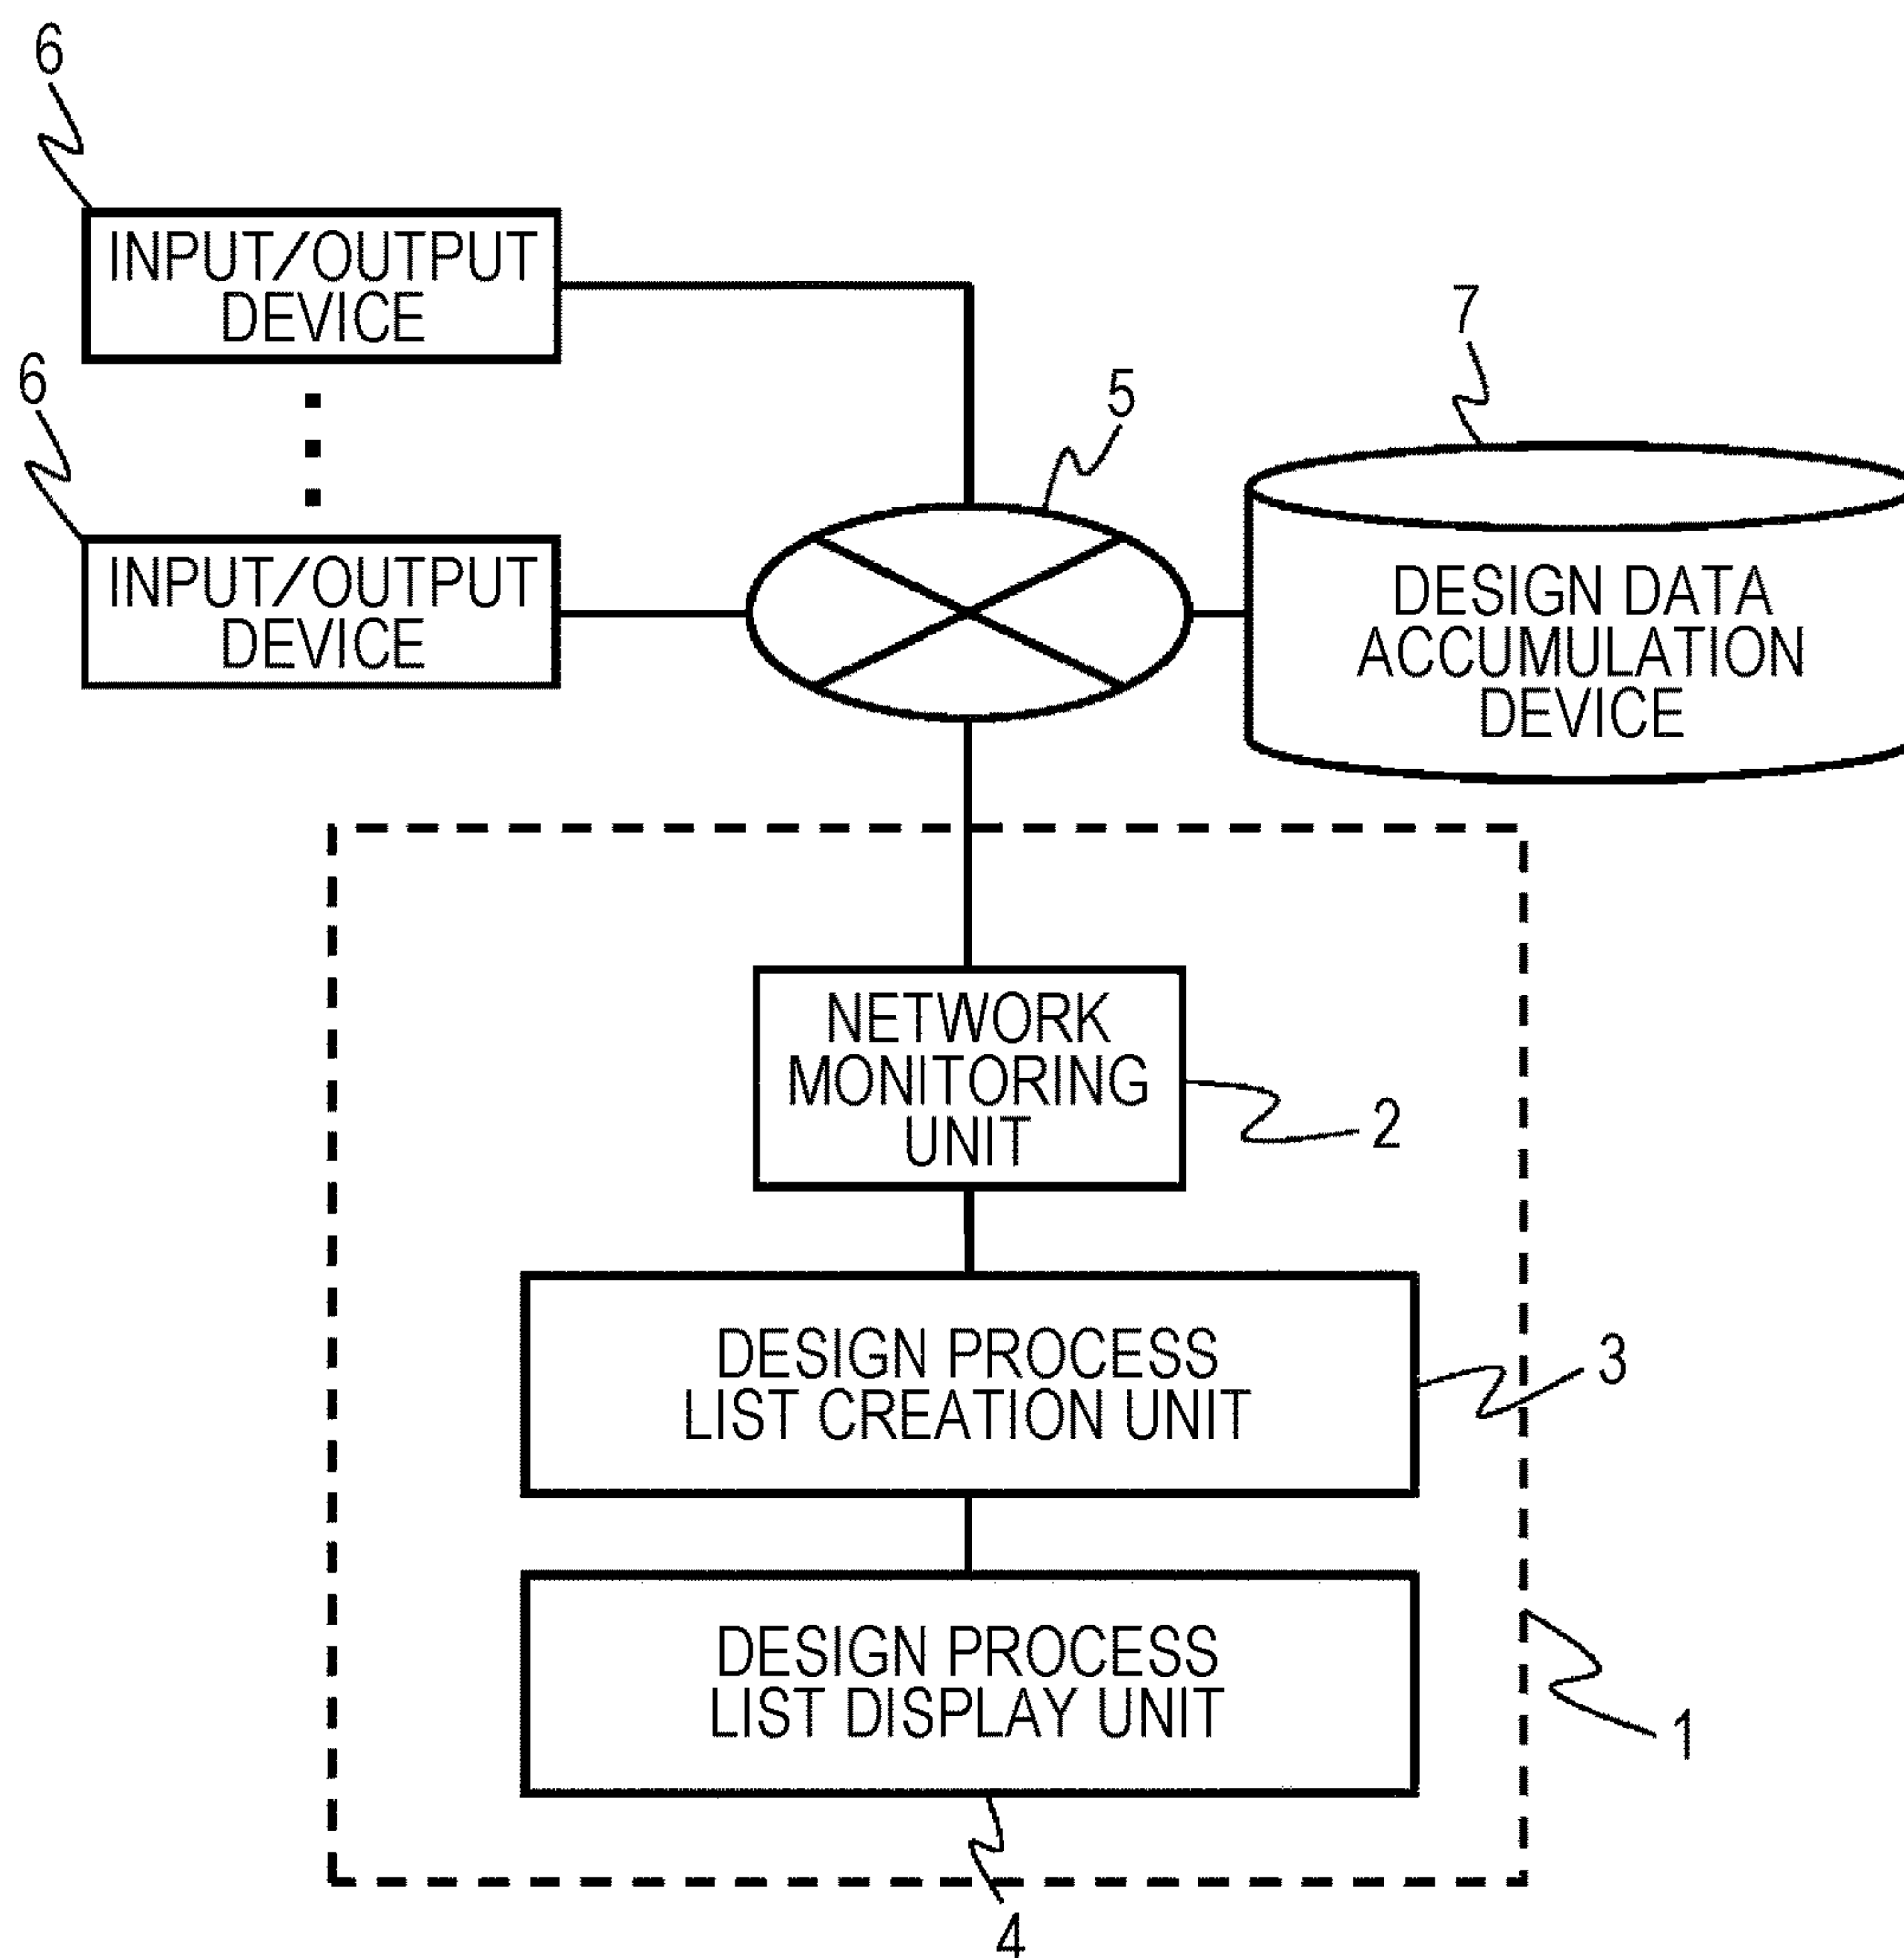 6
INPUT/OUTPUT
DEVICE
6
INPUT/OUTPUT
DEVICE
5
7
DESIGN DATA
ACCUMULATION
DEVICE
NETWORK
MONITORING
UNIT
2
DESIGN PROCESS
LIST CREATION UNIT
3
DESIGN PROCESS
LIST DISPLAY UNIT
1
4